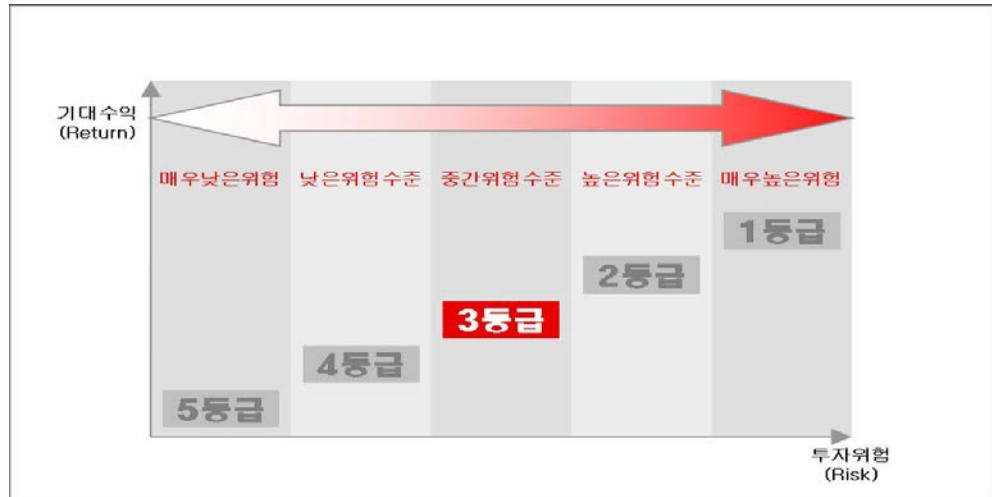 기대수익
(Return)
매우낮은위험 낮은위험수준 중간위험수준 높은위험수준 매우높은위험
1등급
2등급
3등급
4등급
5등급
투자위험
(Risk)